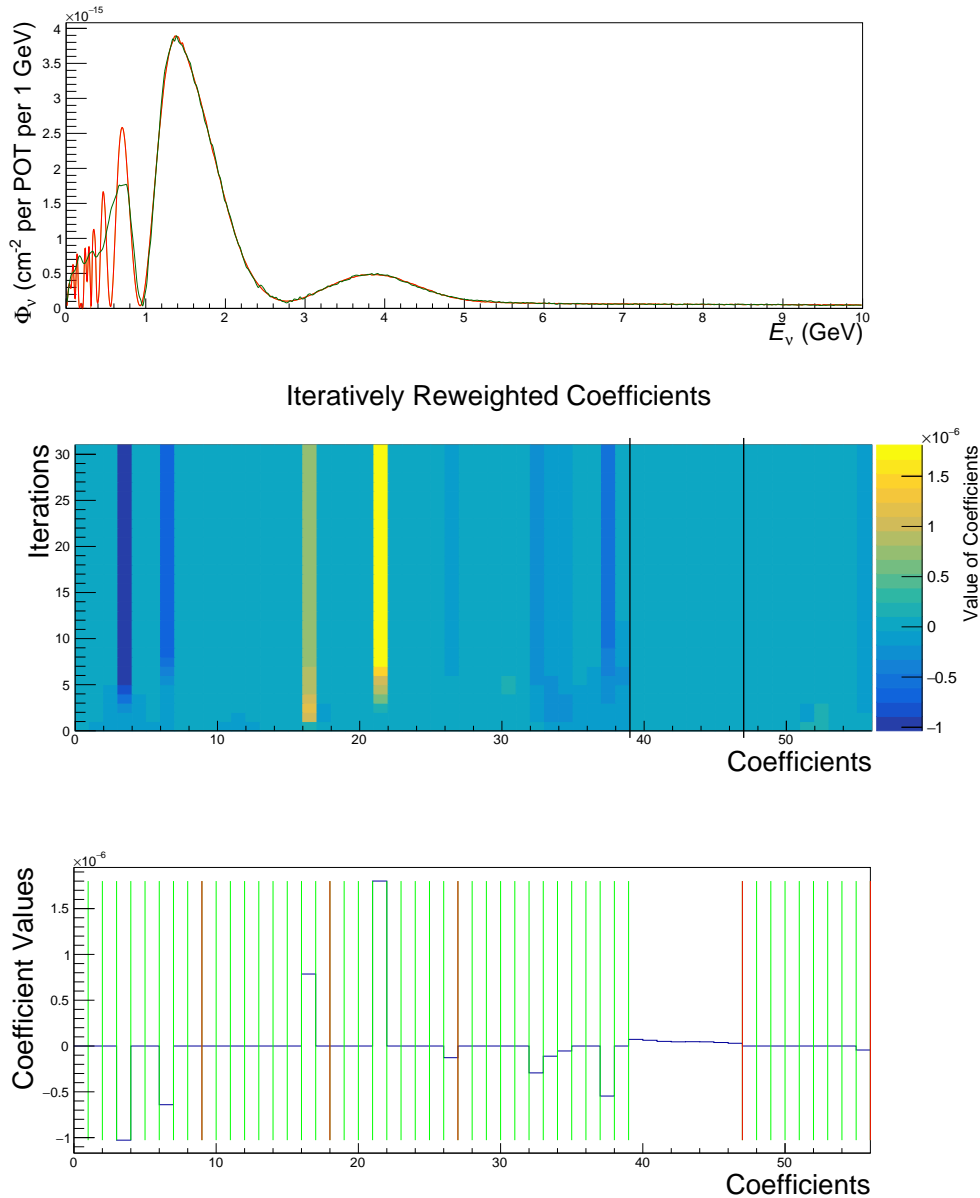 ×10⁻¹⁵
4
3.5
3
2.5
2
1.5
1
0.5
0
Φν (cm⁻² per POT per 1 GeV)
0 1 2 3 4 5 6 7 8 9 10
Eν (GeV)
Iteratively Reweighted Coefficients
×10⁻⁶
30
25
20
15
10
5
0
Iterations
0 10 20 30 40 50
Coefficients
1.5
1
0.5
0
−0.5
−1
Value of Coefficients
×10⁻⁶
1.5
1
0.5
0
−0.5
−1
Coefficient Values
0 10 20 30 40 50
Coefficients